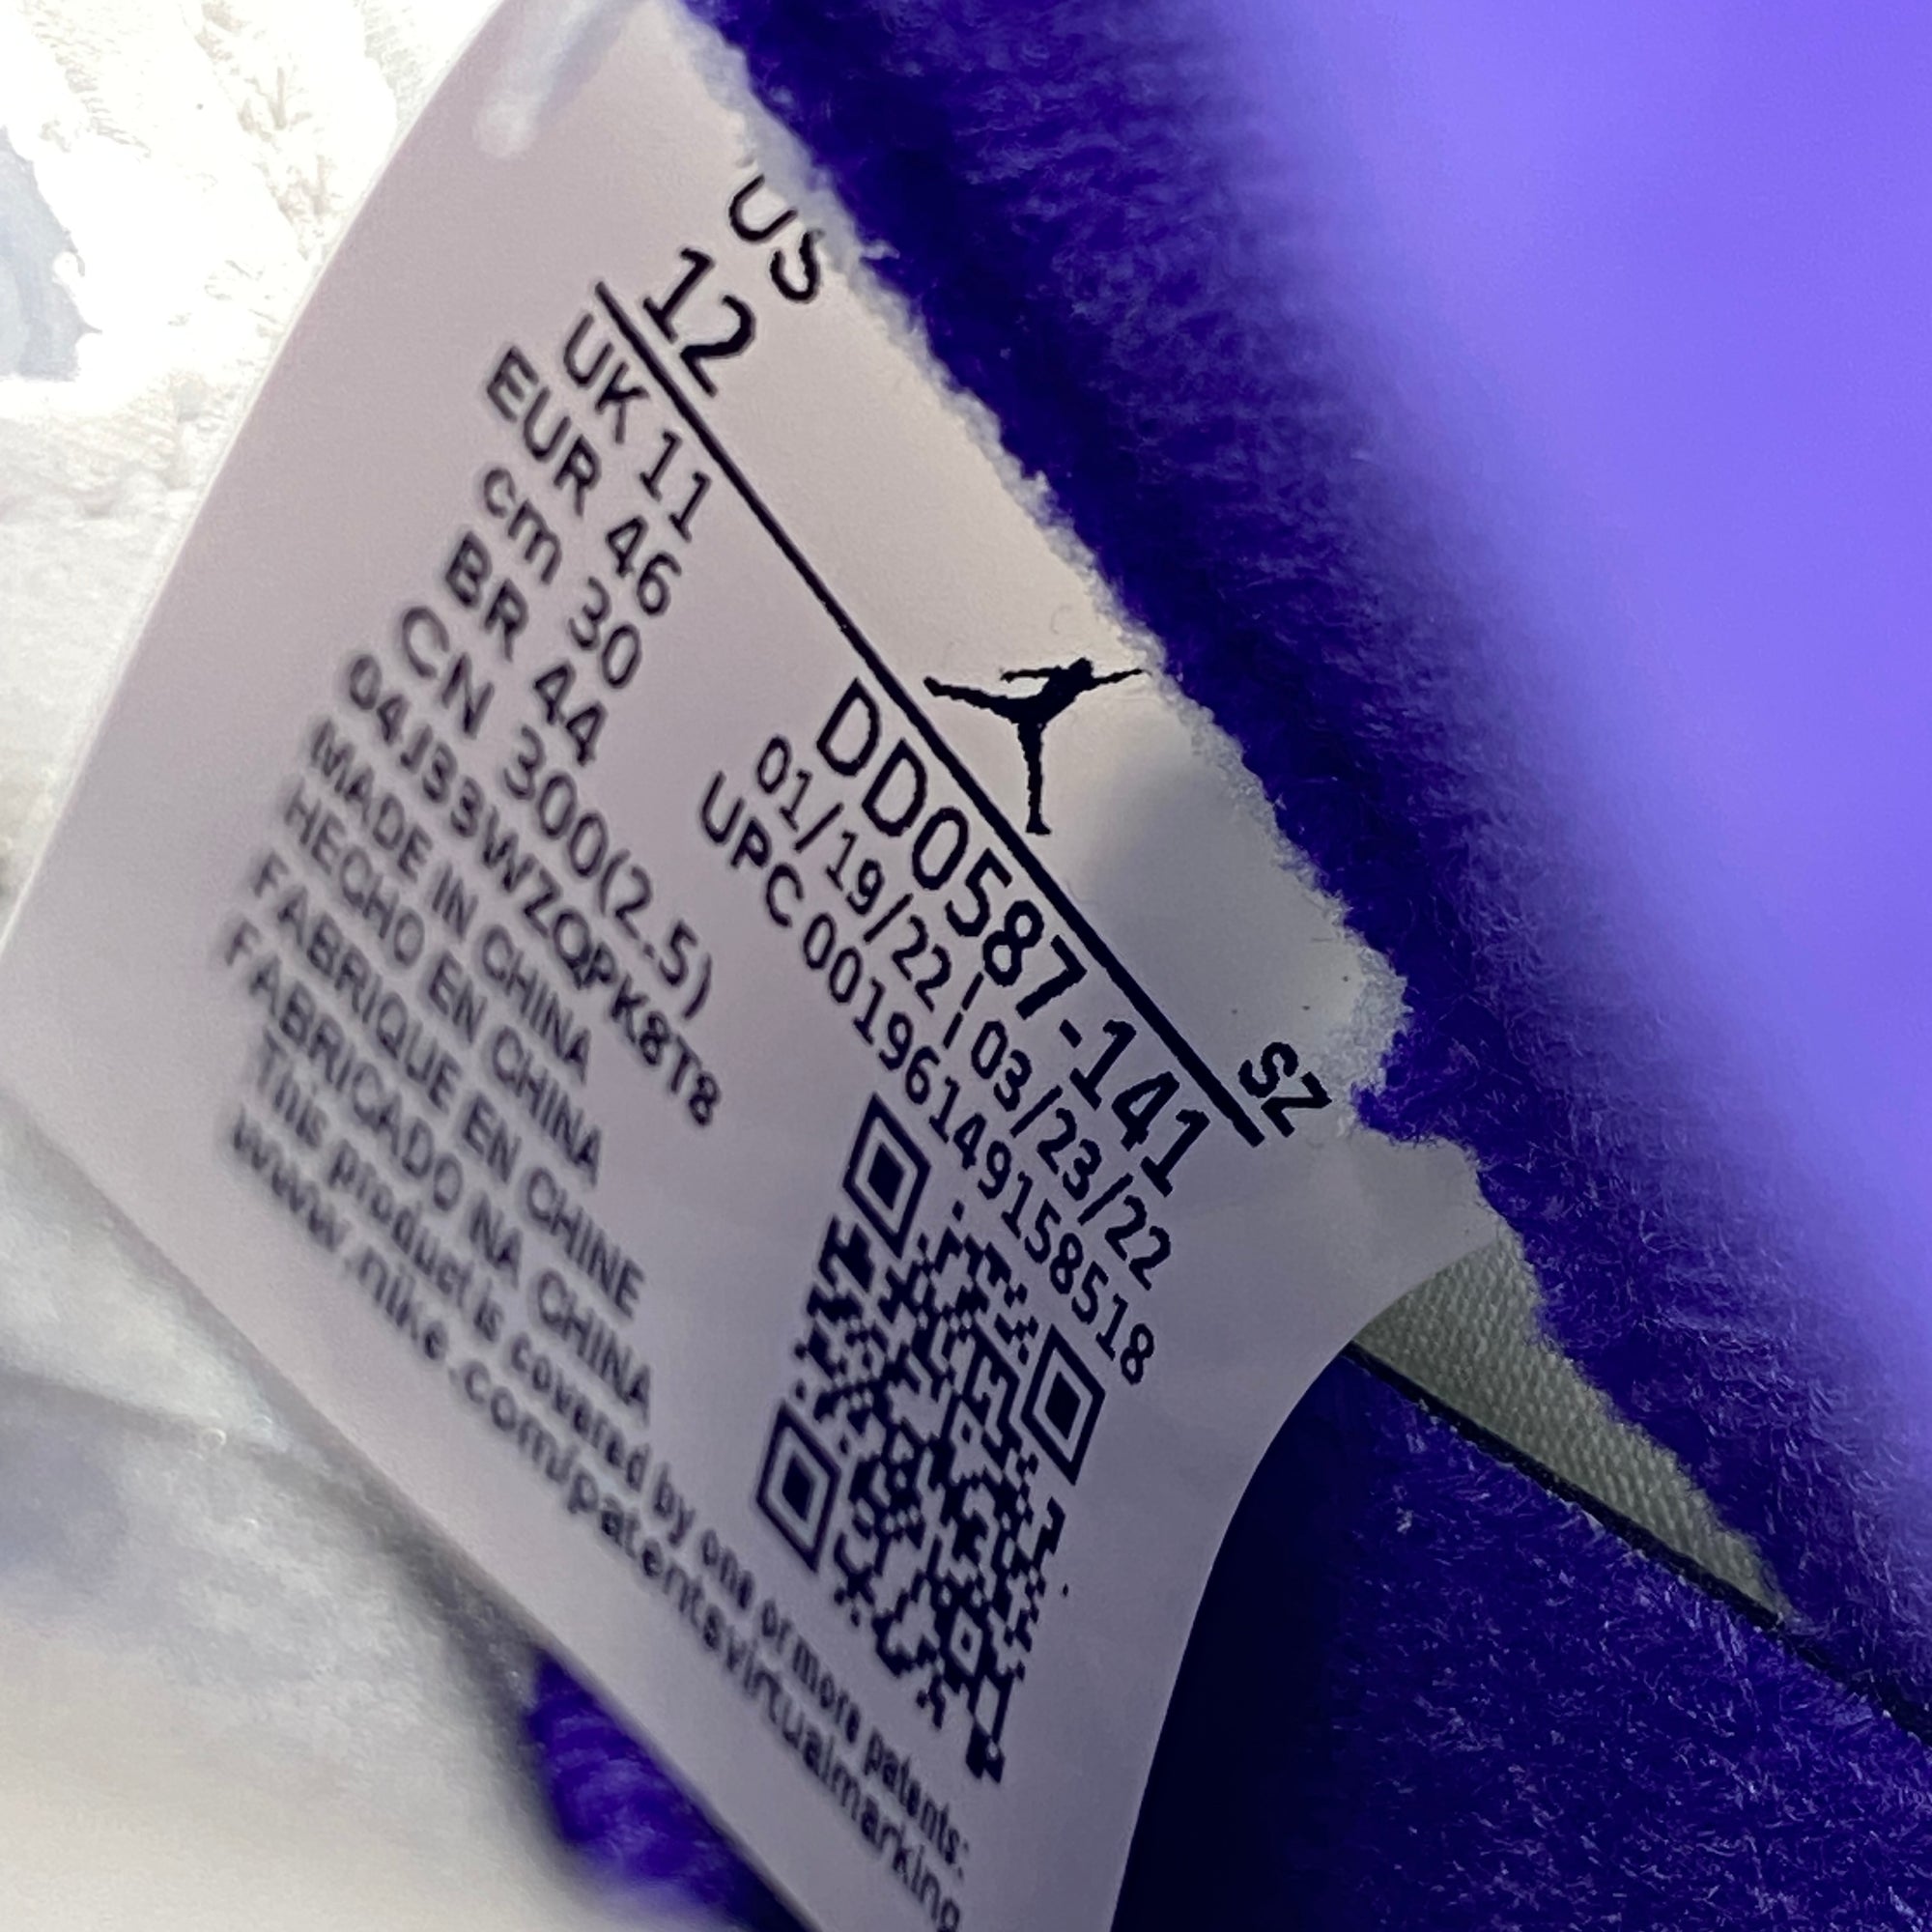 US
12
UK 11
EUR 46
cm 30
BR 44
CN 300(2.5)
04J33WZQPK8T8
MADE IN CHINA
HECHO EN CHINA
FABRIQUE EN CHINE
FABRICADO NA CHINA
This product is covered by one or more patents:
www.nike.com/patentsvirtualmarking
SZ
DD0587-141
01/19/22 ¦ 03/23/22
UPC 00196149158518